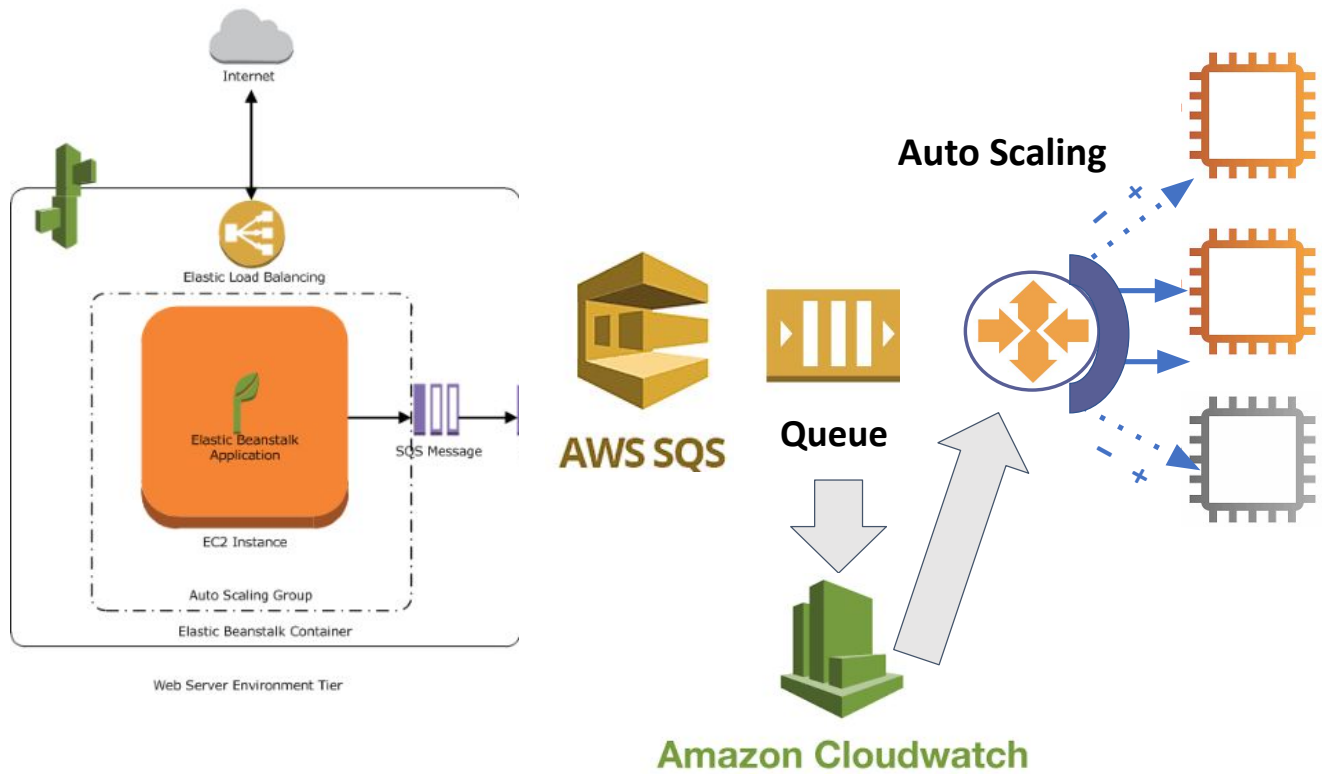 Internet
Elastic Load Balancing
Elastic Beanstalk
Application
SQS Message
EC2 Instance
Auto Scaling Group
Elastic Beanstalk Container
Web Server Environment Tier
AWS SQS
Queue
Amazon Cloudwatch
Auto Scaling
- +
- +